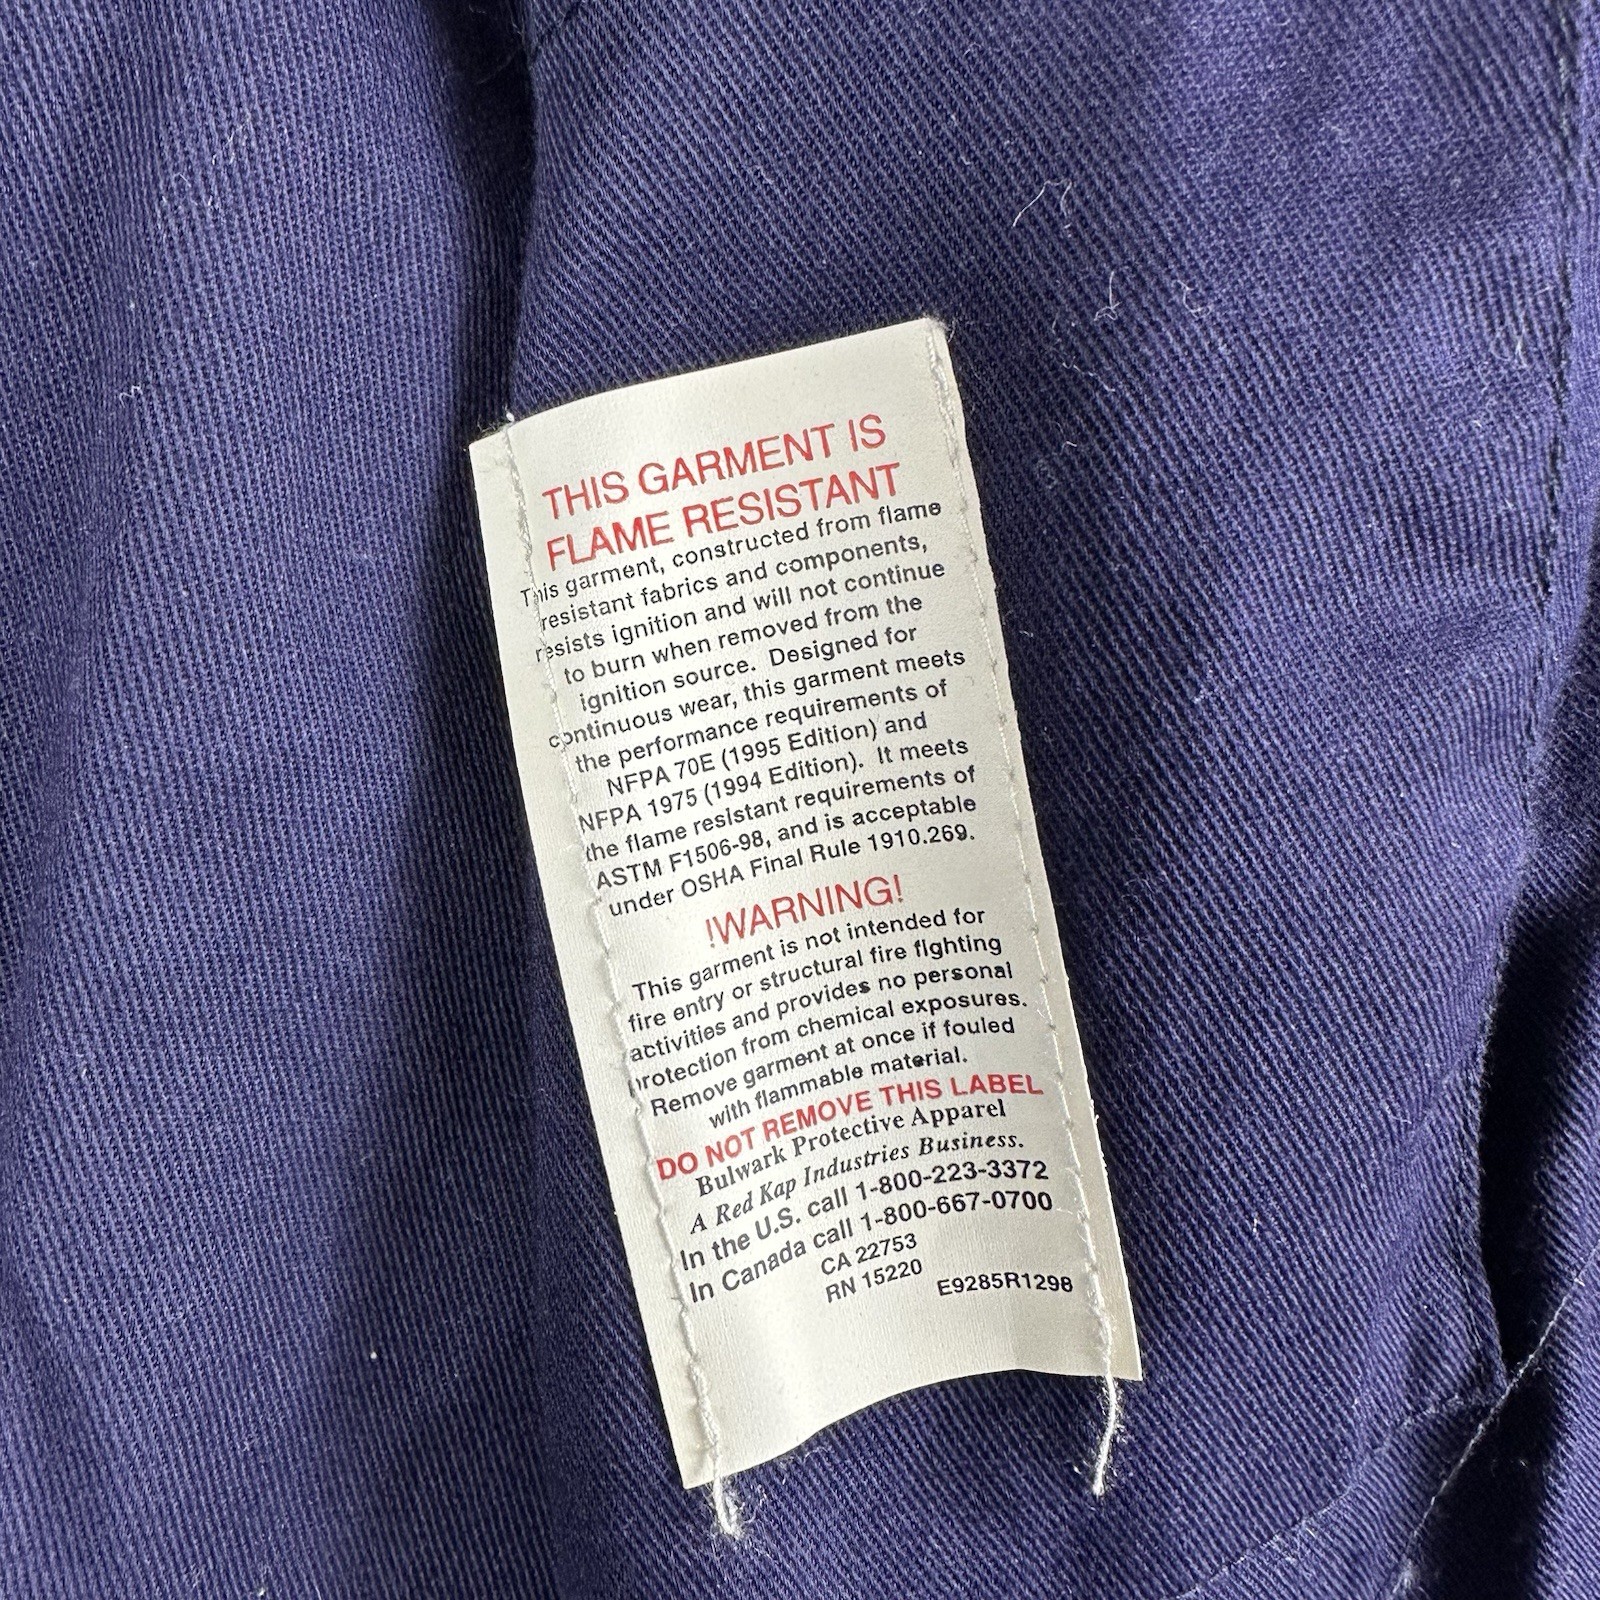 THIS GARMENT IS
FLAME RESISTANT
This garment, constructed from flame
resistant fabrics and components,
resists ignition and will not continue
to burn when removed from the
ignition source. Designed for
continuous wear, this garment meets
the performance requirements of
NFPA 70E (1995 Edition) and
NFPA 1975 (1994 Edition). It meets
the flame resistant requirements of
ASTM F1506-98, and is acceptable
under OSHA Final Rule 1910.269.
!WARNING!
This garment is not intended for
fire entry or structural fire fighting
activities and provides no personal
protection from chemical exposures.
Remove garment at once if fouled
with flammable material.
DO NOT REMOVE THIS LABEL
Bulwark Protective Apparel
A Red Kap Industries Business.
In the U.S. call 1-800-223-3372
In Canada call 1-800-667-0700
CA 22753
RN 15220
E9285R1298